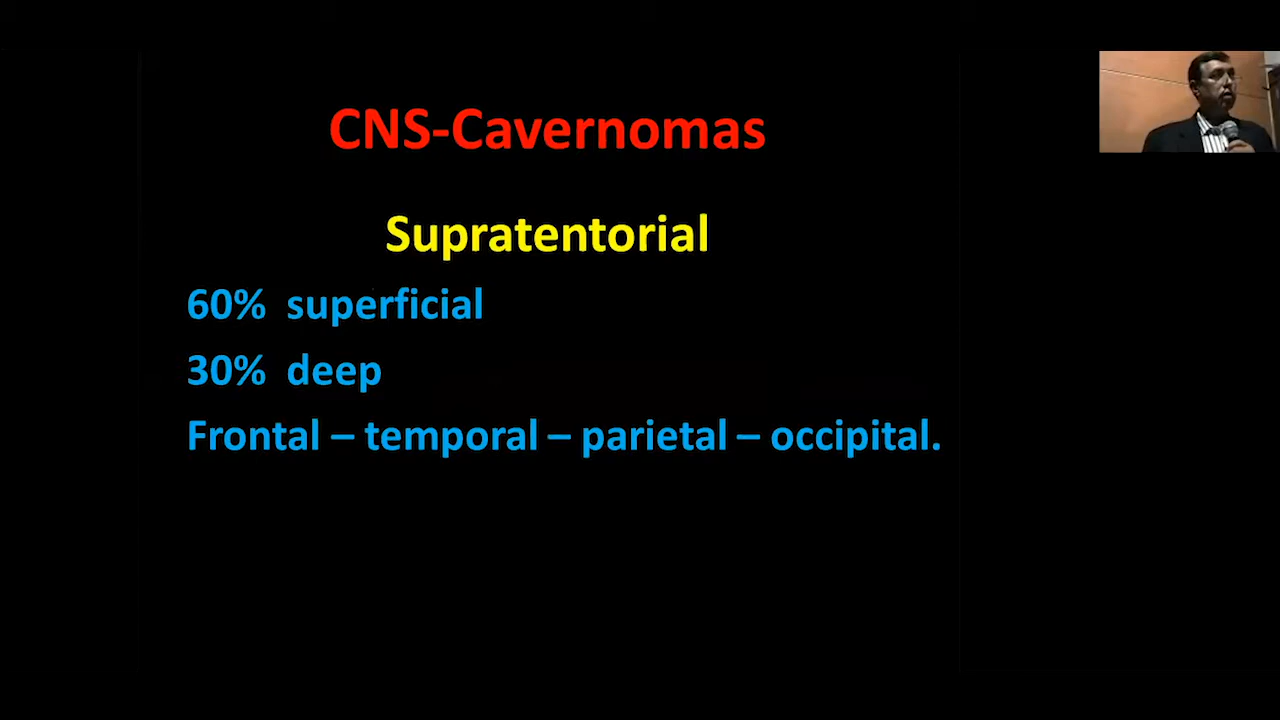 CNS-Cavernomas
Supratentorial
60% superficial
30% deep
Frontal – temporal – parietal – occipital.